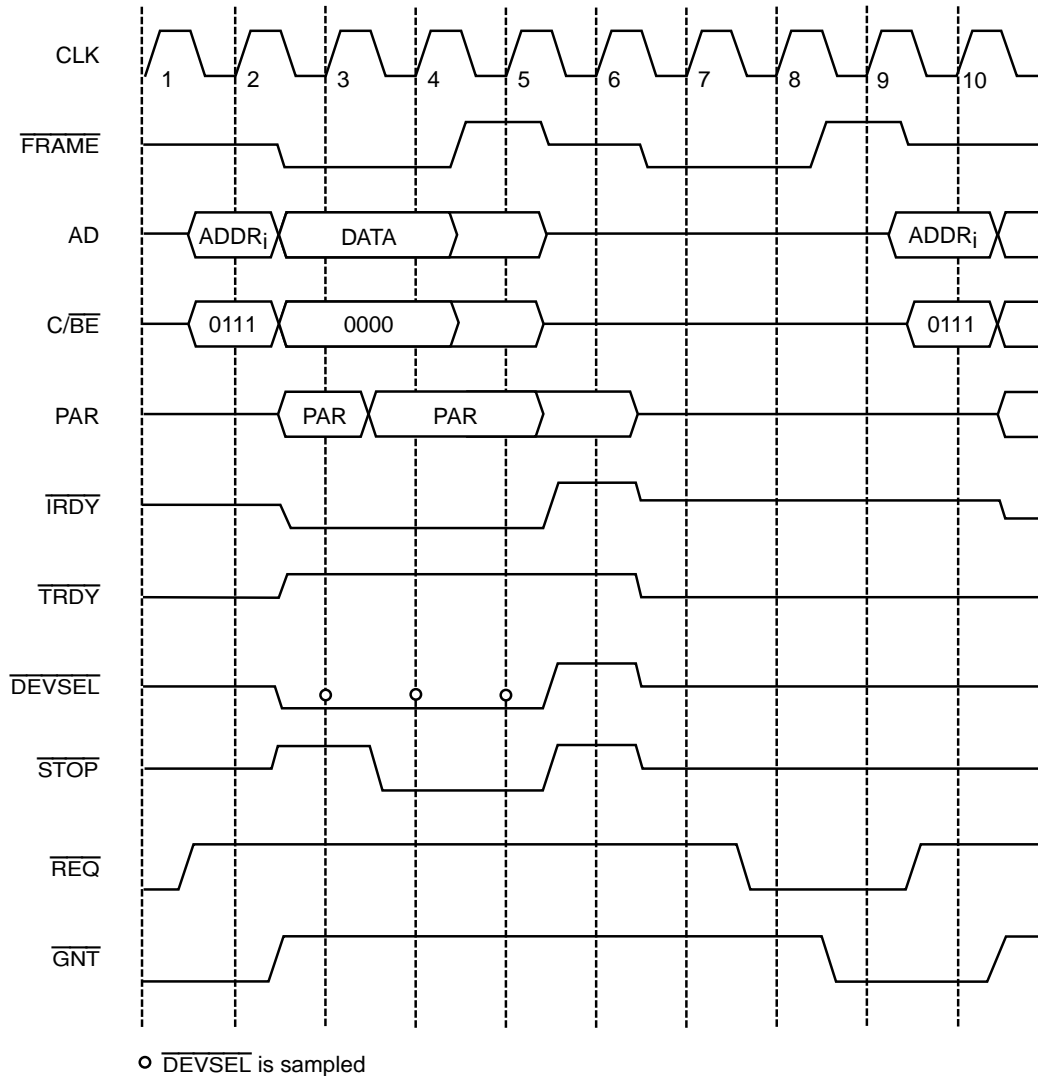 CLK
1 2 3 4 5 6 7 8 9 10
FRAME
AD ADDRi DATA ADDRi
C/BE 0111 0000 0111
PAR PAR PAR
IRDY
TRDY
DEVSEL
STOP
REQ
GNT
DEVSEL is sampled